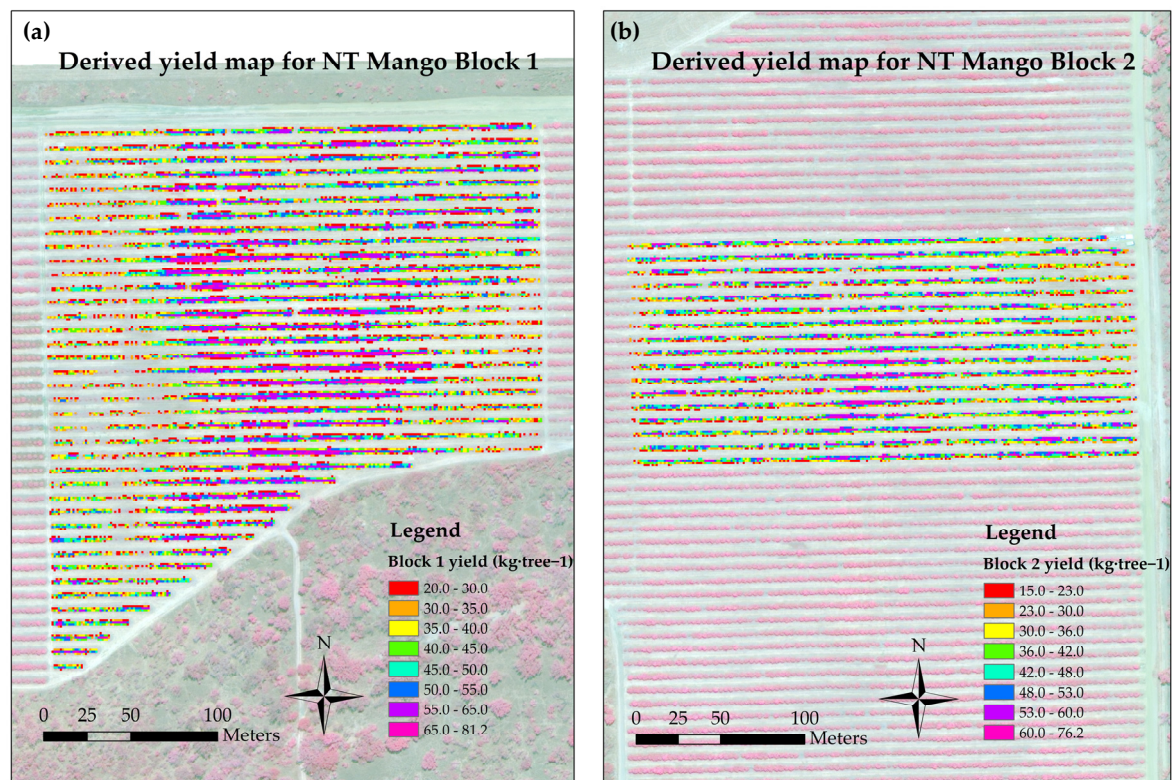 (a)
Derived yield map for NT Mango Block 1
Legend
Block 1 yield (kg·tree−1)
20.0 - 30.0
30.0 - 35.0
35.0 - 40.0
40.0 - 45.0
45.0 - 50.0
50.0 - 55.0
55.0 - 65.0
65.0 - 81.2
N
0 25 50 100
Meters
(b)
Derived yield map for NT Mango Block 2
Legend
Block 2 yield (kg·tree−1)
15.0 - 23.0
23.0 - 30.0
30.0 - 36.0
36.0 - 42.0
42.0 - 48.0
48.0 - 53.0
53.0 - 60.0
60.0 - 76.2
N
0 25 50 100
Meters